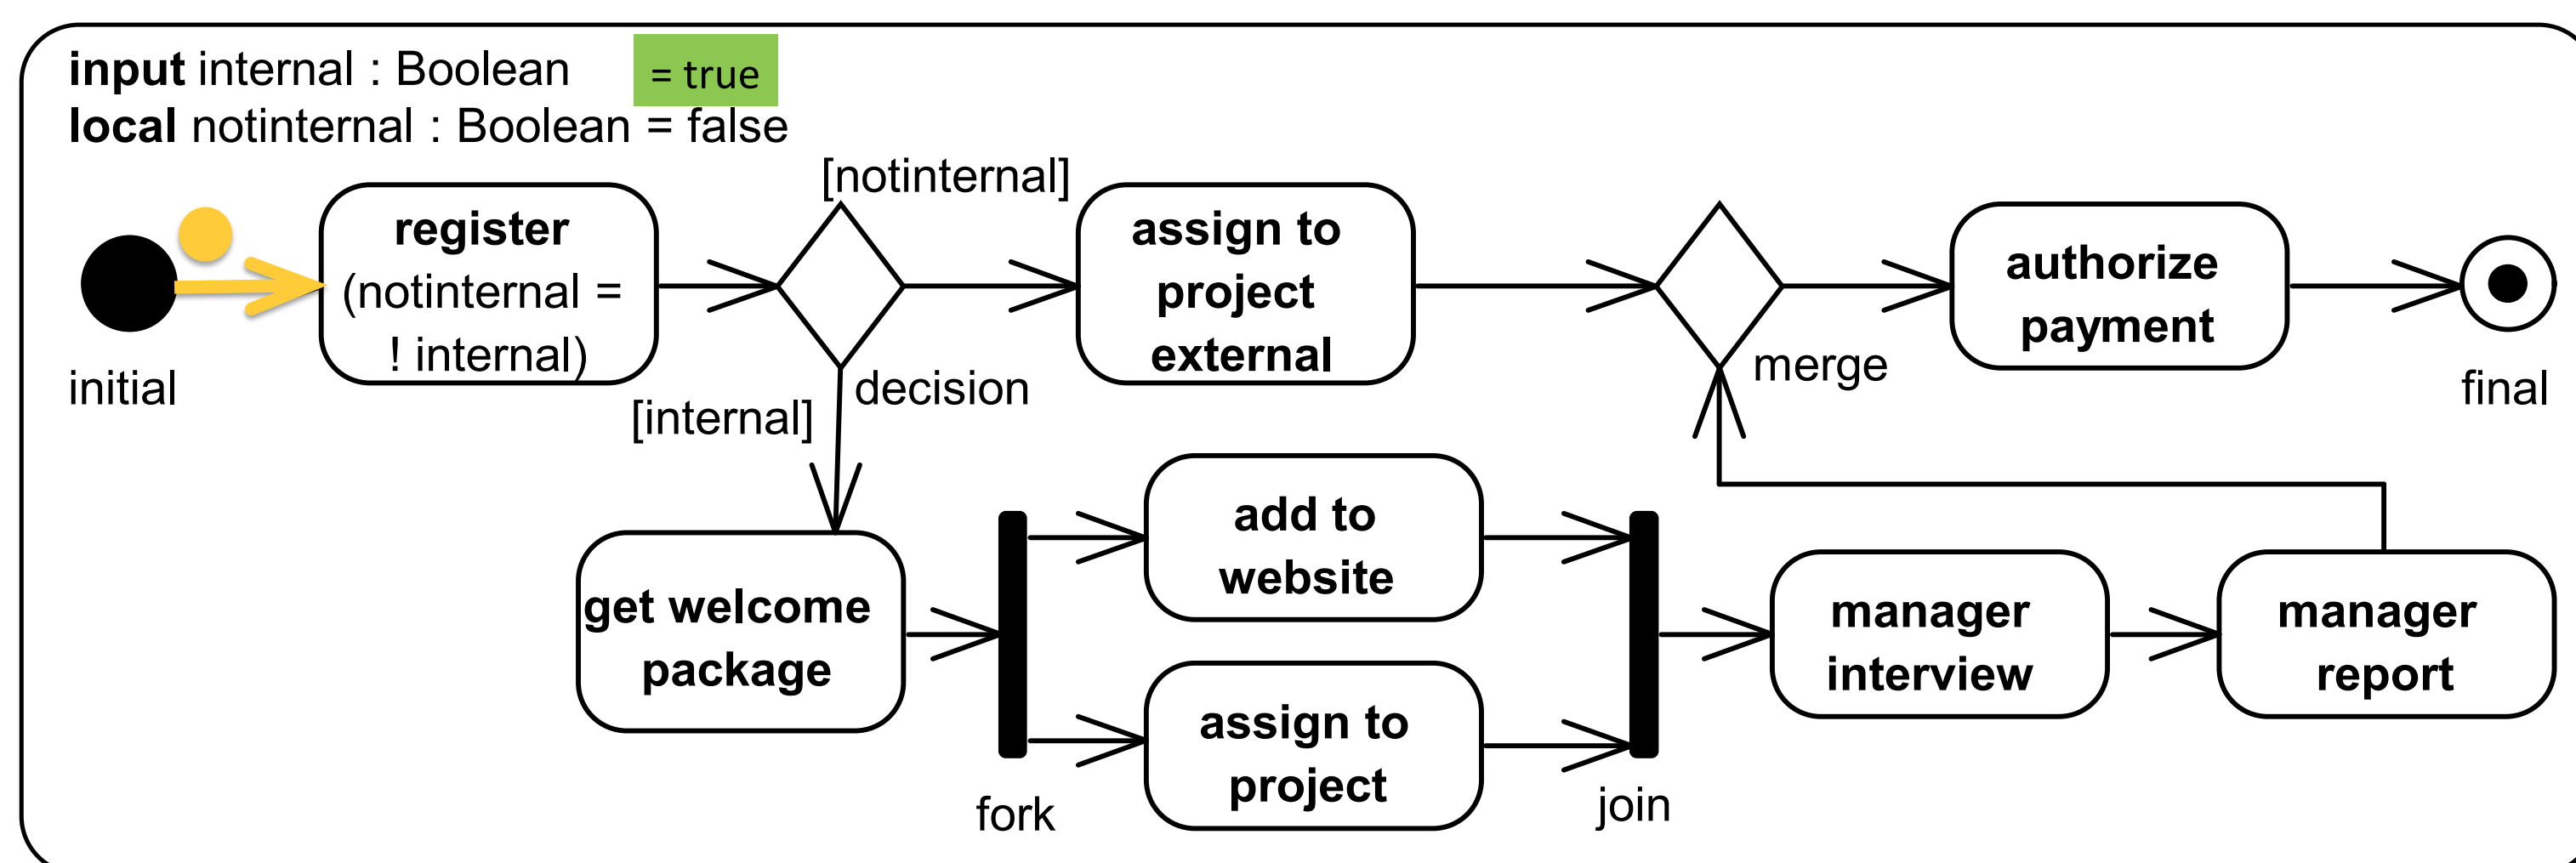 input internal : Boolean = true
local notinternal : Boolean = false
[notinternal]
register
(notinternal =
! internal)
assign to
project
external
authorize
payment
initial
decision
merge
final
[internal]
add to
website
get welcome
package
manager
interview
manager
report
assign to
project
fork
join